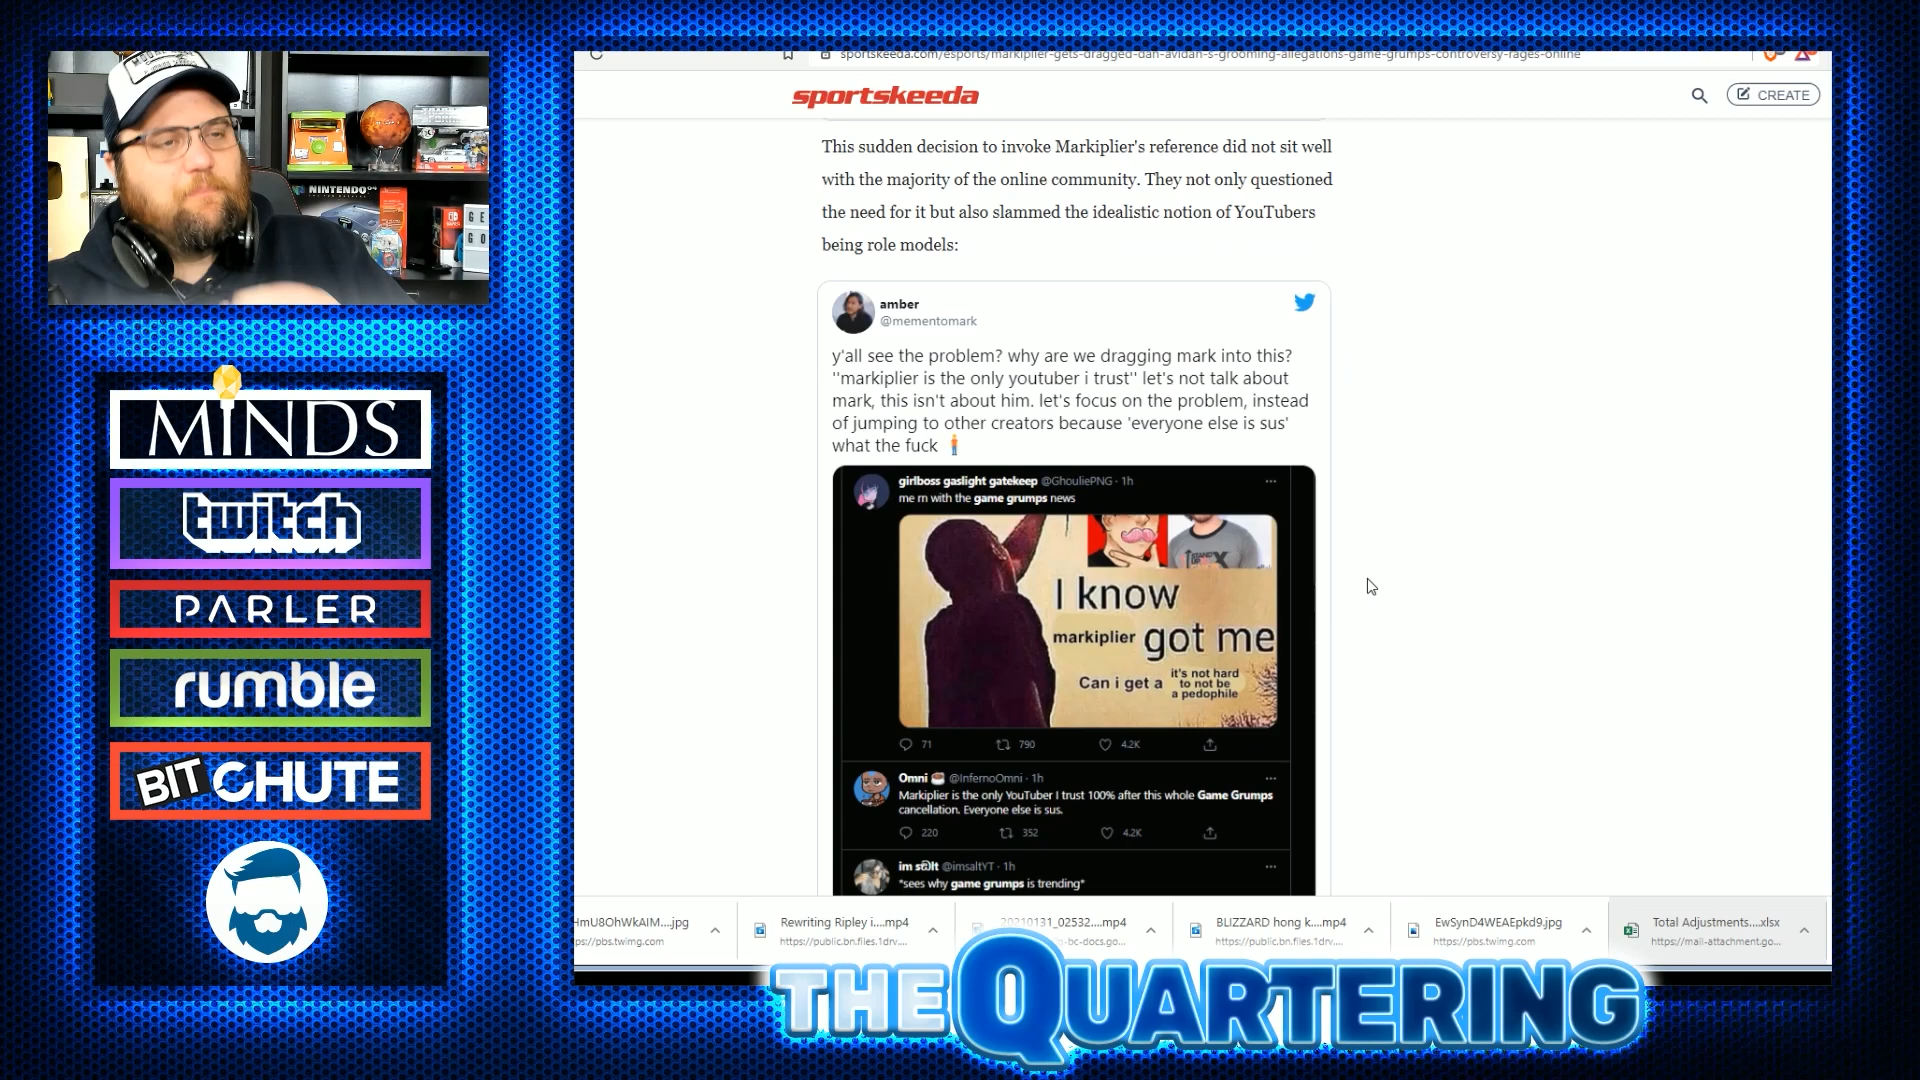 sportskeeda.com/esports/markiplier-gets-dragged-dan-avidan-s-grooming-allegations-game-grumps-controversy-rages-online
sportskeeda
CREATE
This sudden decision to invoke Markiplier's reference did not sit well
with the majority of the online community. They not only questioned
the need for it but also slammed the idealistic notion of YouTubers
being role models:
amber
@mementomark
y'all see the problem? why are we dragging mark into this?
''markiplier is the only youtuber i trust'' let's not talk about
mark, this isn't about him. let's focus on the problem, instead
of jumping to other creators because 'everyone else is sus'
what the fuck
girlboss gaslight gatekeep @GhouliePNG · 1h
me rn with the game grumps news
I know
markiplier got me
Can i get a
it's not hard
to not be
a pedophile
71
790
4.2K
Omni @InfernoOmni · 1h
Markiplier is the only YouTuber I trust 100% after this whole Game Grumps
cancellation. Everyone else is sus.
220
352
4.2K
@imsaltYT · 1h
*sees why game grumps is trending*
NINTENDO
MINDS
twitch
PARLER
rumble
BITCHUTE
HmU8OhWkAIM....jpg
ps://pbs.twimg.com
Rewriting Ripley i....mp4
https://public.bn.files.1drv....
20210131_02532....mp4
BLIZZARD hong k....mp4
https://public.bn.files.1drv....
EwSynD4WEAEpkd9.jpg
https://pbs.twimg.com
Total Adjustments....xlsx
https://mail-attachment.go...
THE QUARTERING